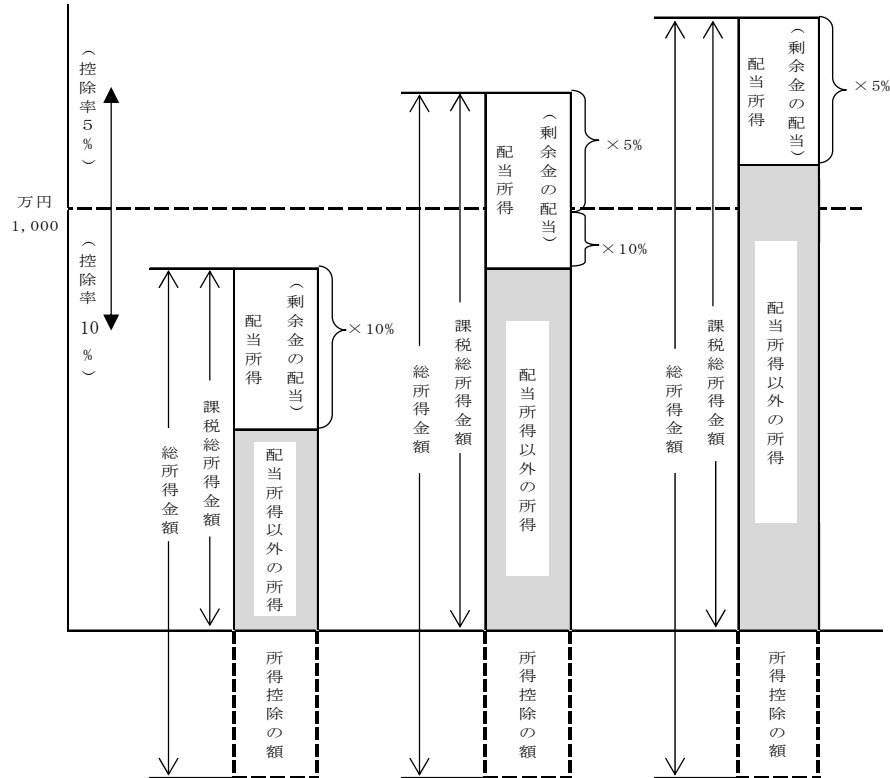 （控除率５％）
万円
1,000
（控除率10％）
総所得金額
課税総所得金額
配当所得
（剰余金の配当）
×10%
配当所得以外の所得
所得控除の額
総所得金額
課税総所得金額
配当所得
（剰余金の配当）
×5%
×10%
配当所得以外の所得
所得控除の額
総所得金額
課税総所得金額
配当所得
（剰余金の配当）
×5%
配当所得以外の所得
所得控除の額